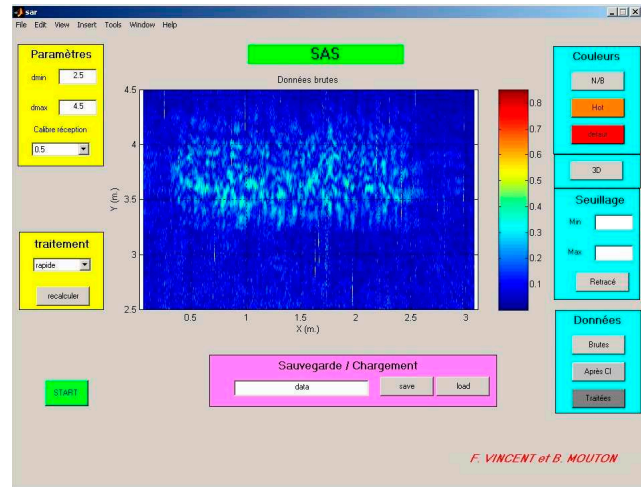 sar
File Edit View Insert Tools Window Help
Paramètres
dmin 2.5
dmax 4.5
Calibre réception
0.5
traitement
rapide
recalculer
START
SAS
Données brutes
Y (m.)
4.5
4
3.5
3
2.5
0.5 1 1.5 2 2.5 3
X (m.)
0.8
0.7
0.6
0.5
0.4
0.3
0.2
0.1
Sauvegarde / Chargement
data save load
Couleurs
N/B
Hot
3D
Seuillage
Min
Max
Retracé
Données
Brutes
Après CI
Traitées
F. VINCENT et B. MOUTON